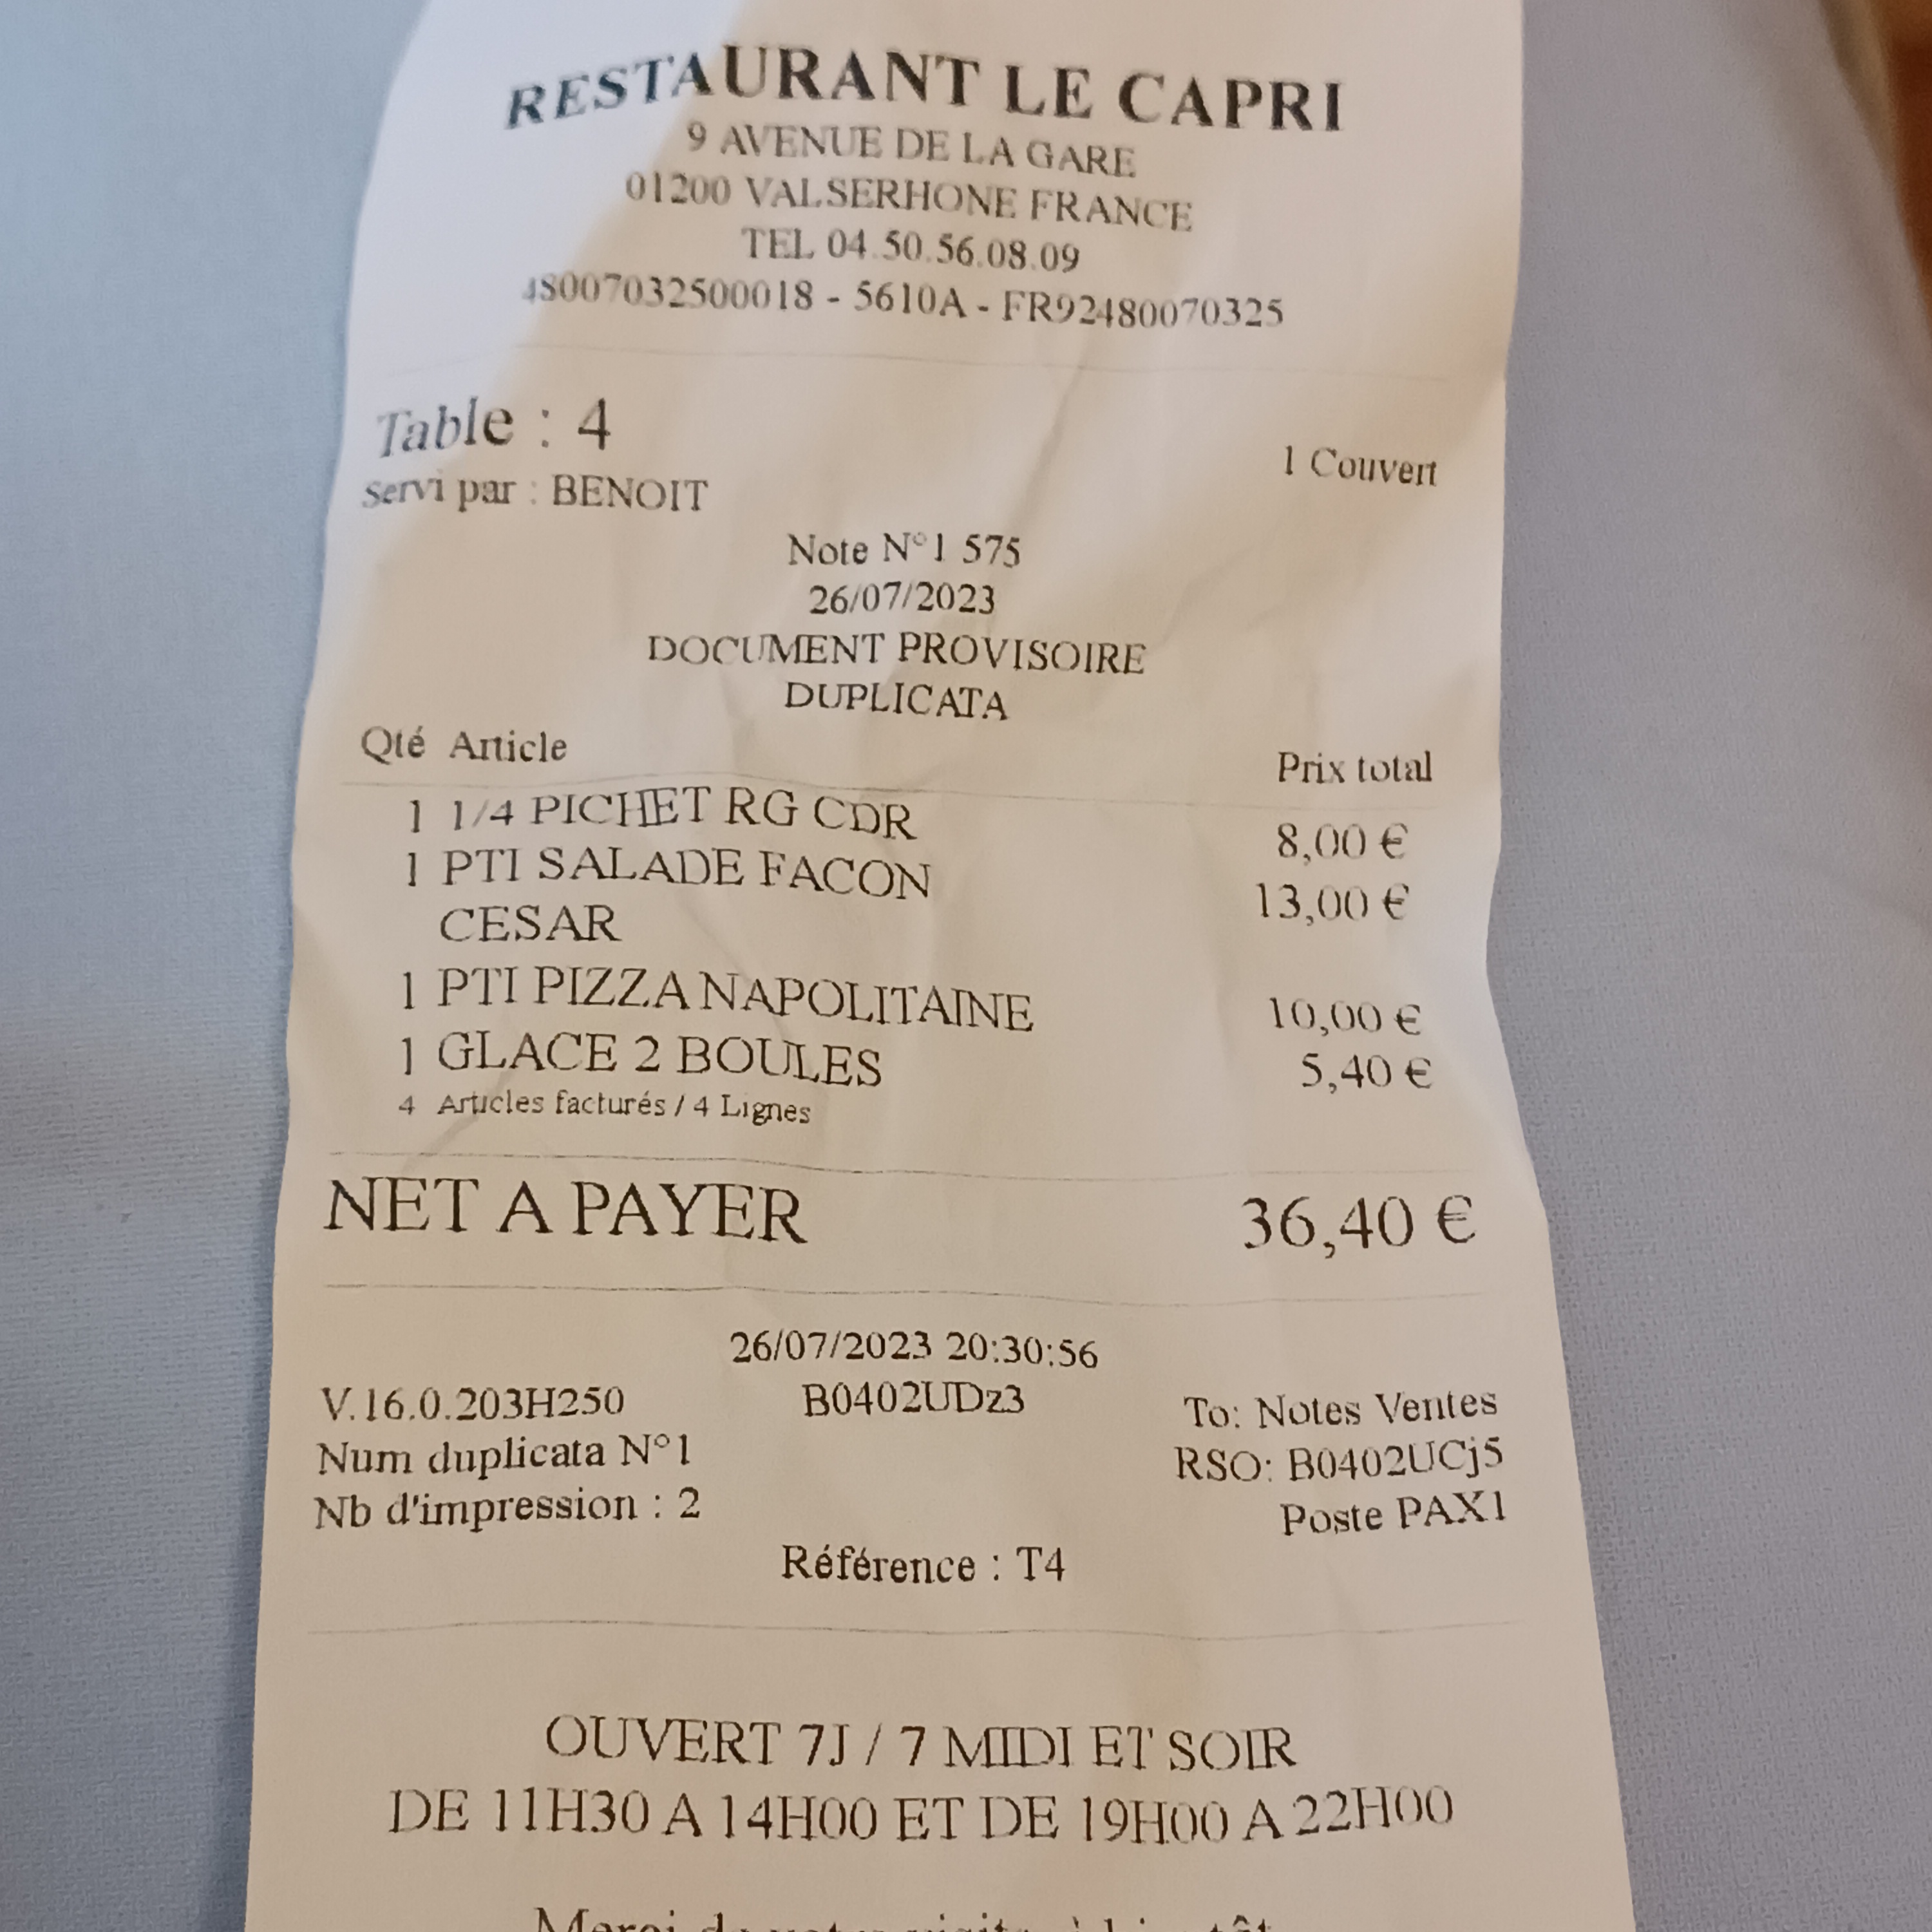 RESTAURANT LE CAPRI
9 AVENUE DE LA GARE
01200 VALSERHONE FRANCE
TEL 04.50.56.08.09
48007032500018 - 5610A - FR92480070325
Table : 4
1 Couvert
Servi par : BENOIT
Note N°1 575
26/07/2023
DOCUMENT PROVISOIRE
DUPLICATA
Qté Article Prix total
1 1/4 PICHET RG CDR 8,00 €
1 PTI SALADE FACON 13,00 €
CESAR
1 PTI PIZZA NAPOLITAINE 10,00 €
1 GLACE 2 BOULES 5,40 €
4 Articles facturés / 4 Lignes
NET A PAYER 36,40 €
26/07/2023 20:30:56
V.16.0.203H250 B0402UDz3 To: Notes Ventes
Num duplicata N°1 RSO: B0402UCj5
Nb d'impression : 2 Poste PAX1
Référence : T4
OUVERT 7J / 7 MIDI ET SOIR
DE 11H30 A 14H00 ET DE 19H00 A 22H00
Merci de votre visite à bientôt